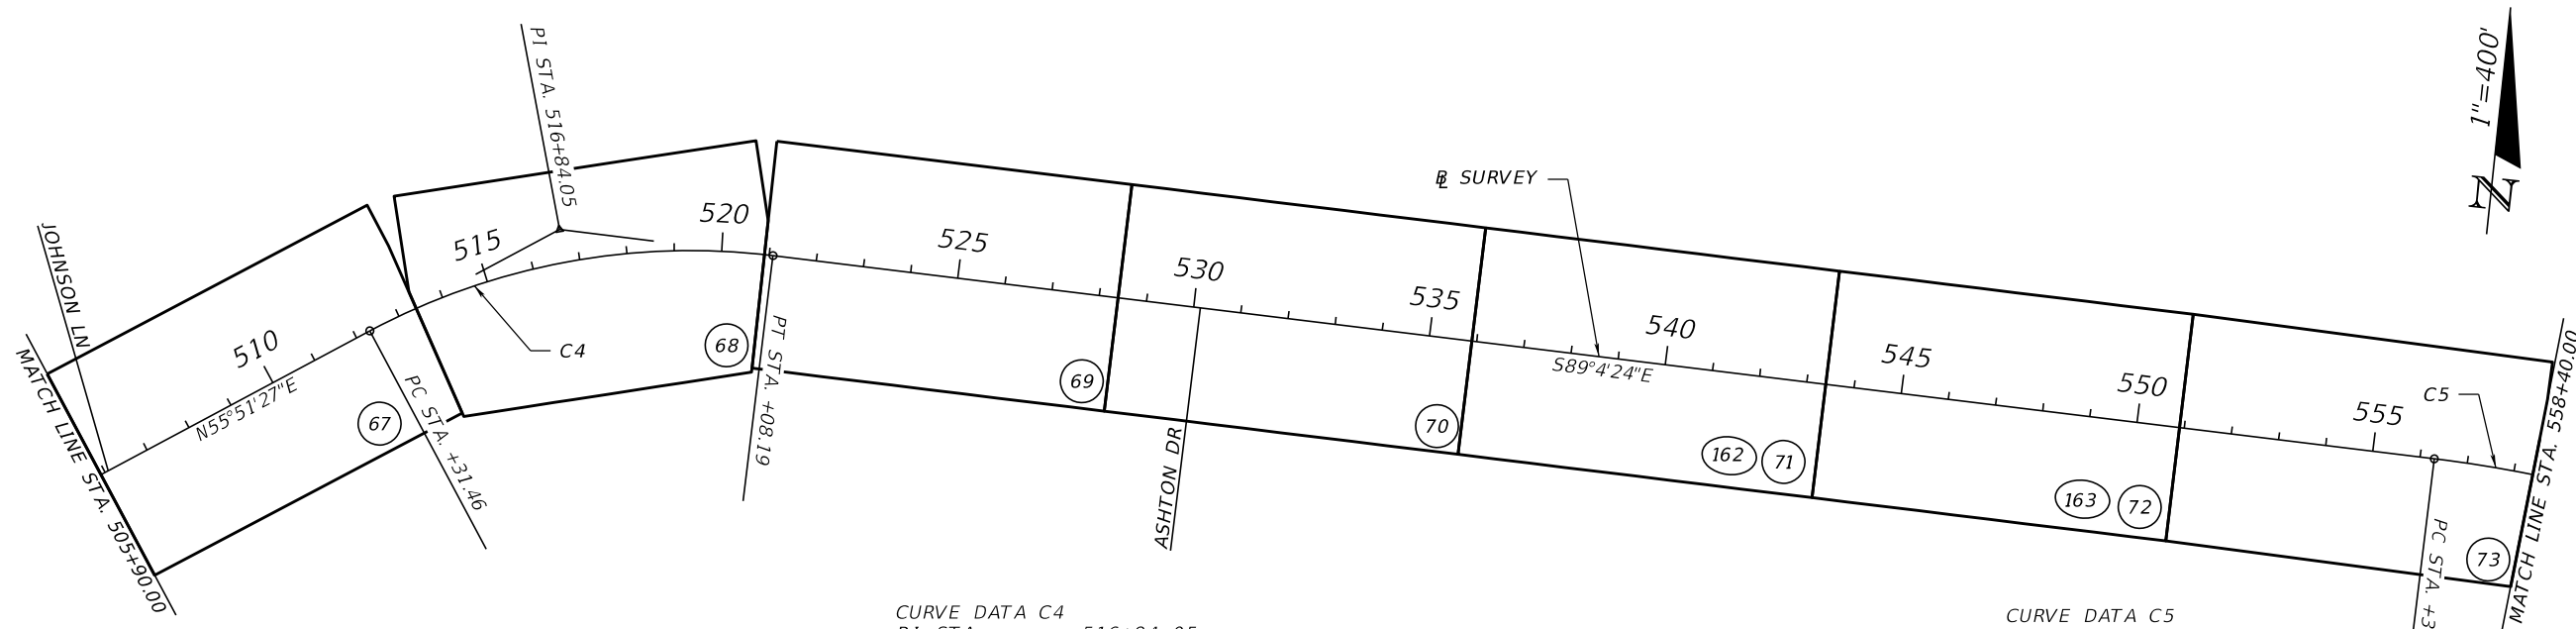 PI STA. 516+84.05
1"=400'
N
JOHNSON LN
MATCH LINE STA. 505+90.00
510
515
520
525
530
535
540
545
550
555
N55°51'27"E
PC STA. +31.46
C4
PT STA. +08.19
ASHTON DR
BL SURVEY
S89°4'24"E
C5
MATCH LINE STA. 558+40.00
PC STA. +3
67
68
69
70
162
71
163
72
73
CURVE DATA C4
CURVE DATA C5